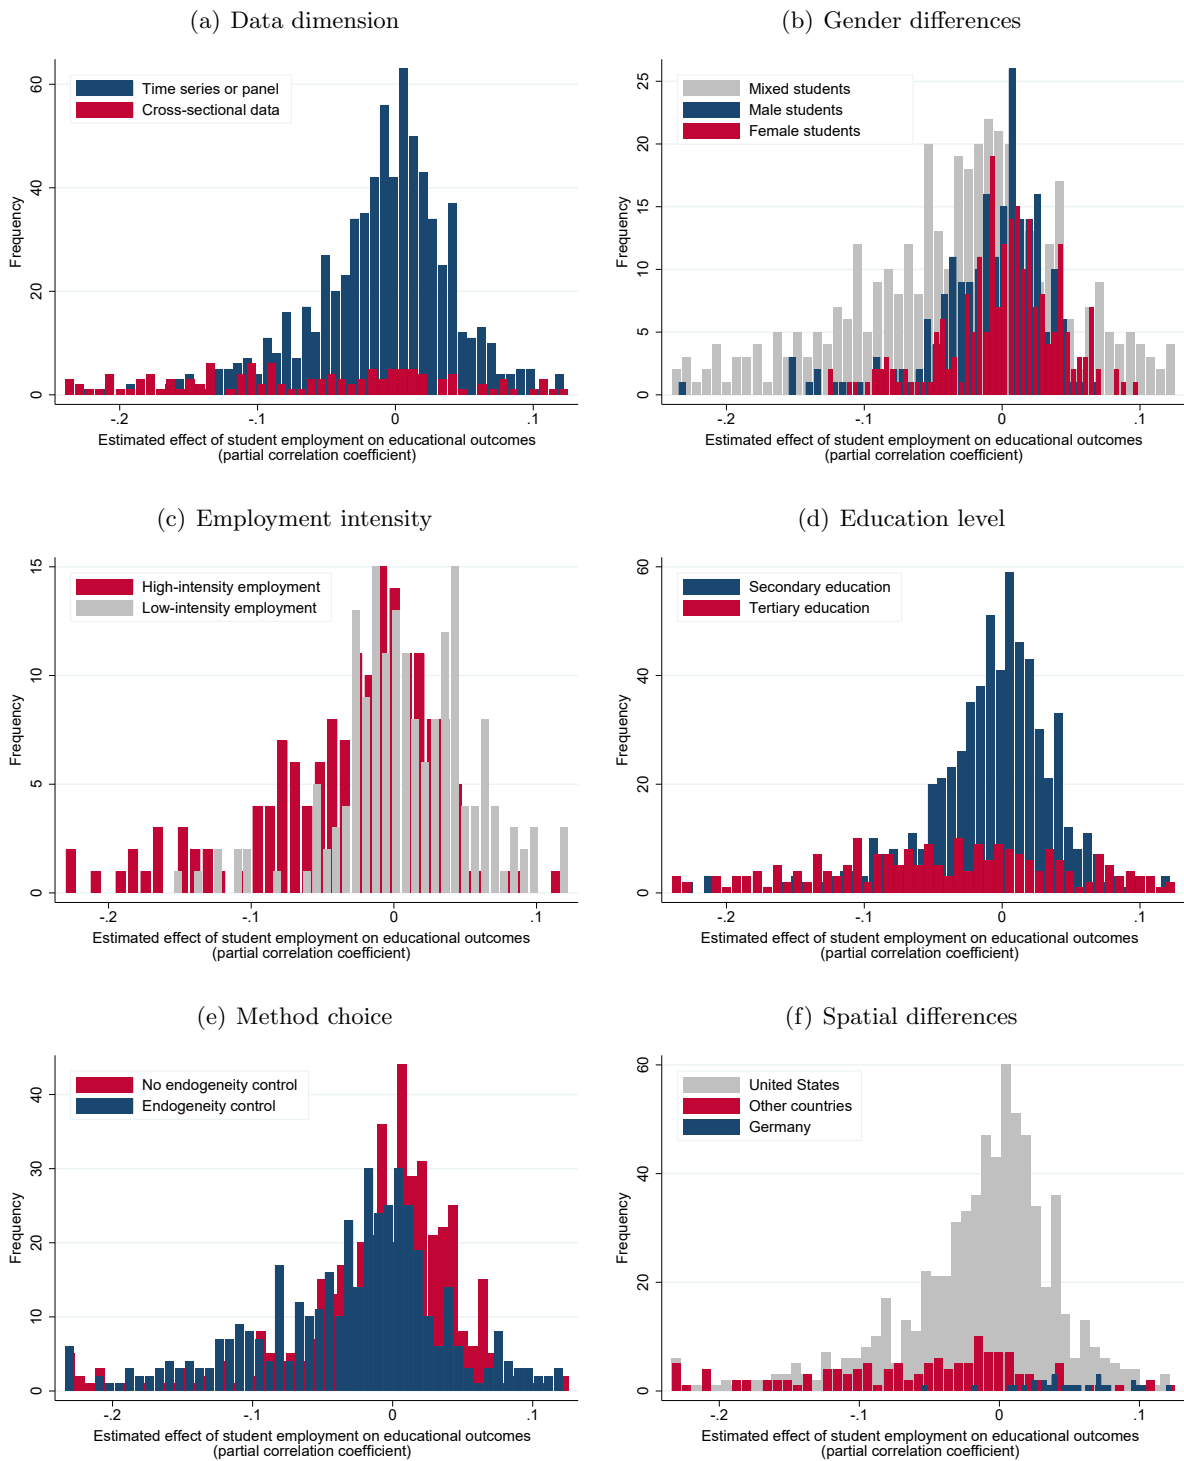 (a) Data dimension
Time series or panel
Cross-sectional data
Frequency
60
40
20
0
-.2 -.1 0 .1
Estimated effect of student employment on educational outcomes
(partial correlation coefficient)
(b) Gender differences
Mixed students
Male students
Female students
Frequency
25
20
15
10
5
0
-.2 -.1 0 .1
Estimated effect of student employment on educational outcomes
(partial correlation coefficient)
(c) Employment intensity
High-intensity employment
Low-intensity employment
Frequency
15
10
5
0
-.2 -.1 0 .1
Estimated effect of student employment on educational outcomes
(partial correlation coefficient)
(d) Education level
Secondary education
Tertiary education
Frequency
60
40
20
0
-.2 -.1 0 .1
Estimated effect of student employment on educational outcomes
(partial correlation coefficient)
(e) Method choice
No endogeneity control
Endogeneity control
Frequency
40
30
20
10
0
-.2 -.1 0 .1
Estimated effect of student employment on educational outcomes
(partial correlation coefficient)
(f) Spatial differences
United States
Other countries
Germany
Frequency
60
40
20
0
-.2 -.1 0 .1
Estimated effect of student employment on educational outcomes
(partial correlation coefficient)